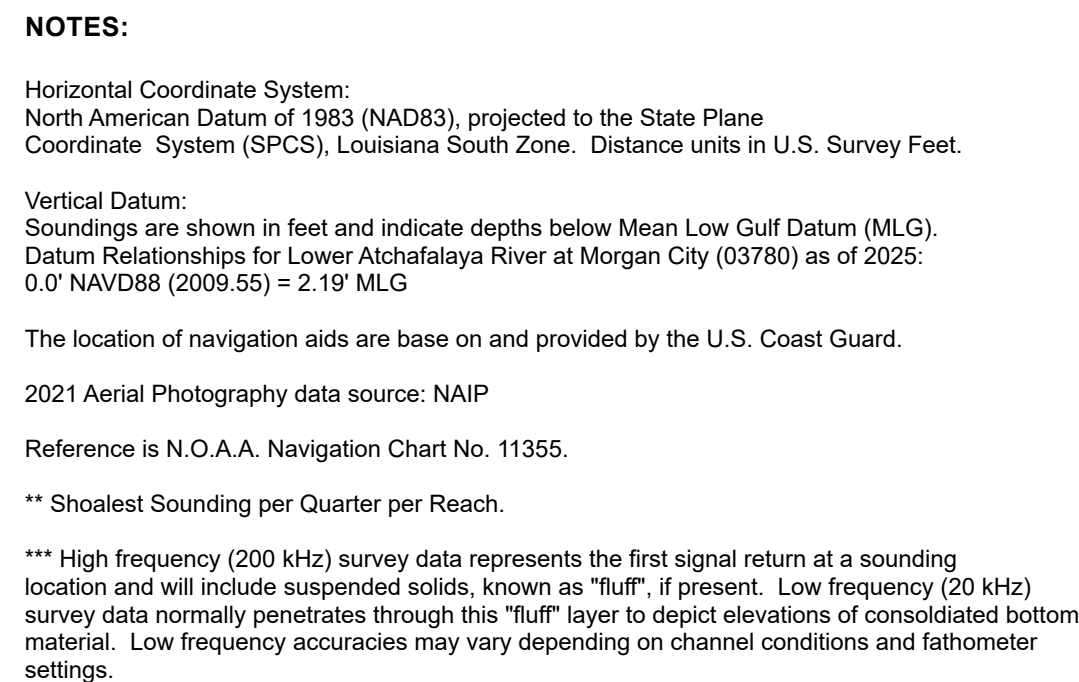 NOTES:
Horizontal Coordinate System:
North American Datum of 1983 (NAD83), projected to the State Plane
Coordinate  System (SPCS), Louisiana South Zone.  Distance units in U.S. Survey Feet.
Vertical Datum:
Soundings are shown in feet and indicate depths below Mean Low Gulf Datum (MLG).
Datum Relationships for Lower Atchafalaya River at Morgan City (03780) as of 2025:
0.0' NAVD88 (2009.55) = 2.19' MLG
The location of navigation aids are base on and provided by the U.S. Coast Guard.
2021 Aerial Photography data source: NAIP
Reference is N.O.A.A. Navigation Chart No. 11355.
** Shoalest Sounding per Quarter per Reach.
*** High frequency (200 kHz) survey data represents the first signal return at a sounding
location and will include suspended solids, known as "fluff", if present.  Low frequency (20 kHz)
survey data normally penetrates through this "fluff" layer to depict elevations of consoldiated bottom
material.  Low frequency accuracies may vary depending on channel conditions and fathometer
settings.